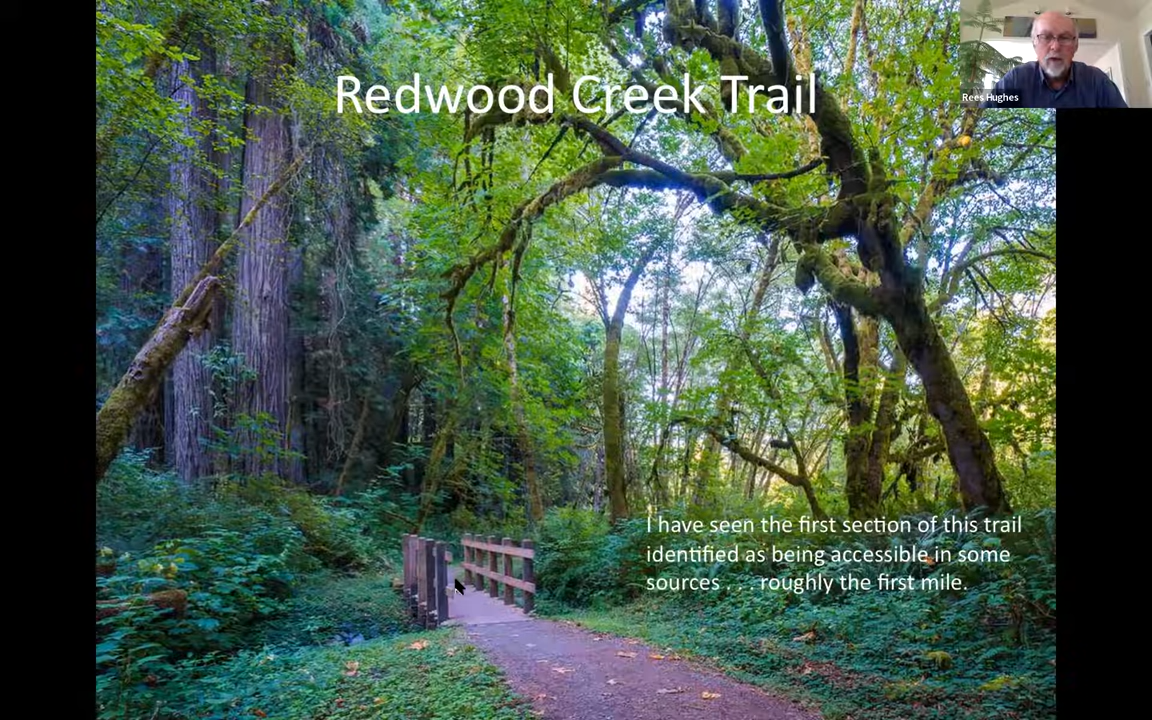 Redwood Creek Trail
Rees Hughes
I have seen the first section of this trail
identified as being accessible in some
sources . . . roughly the first mile.